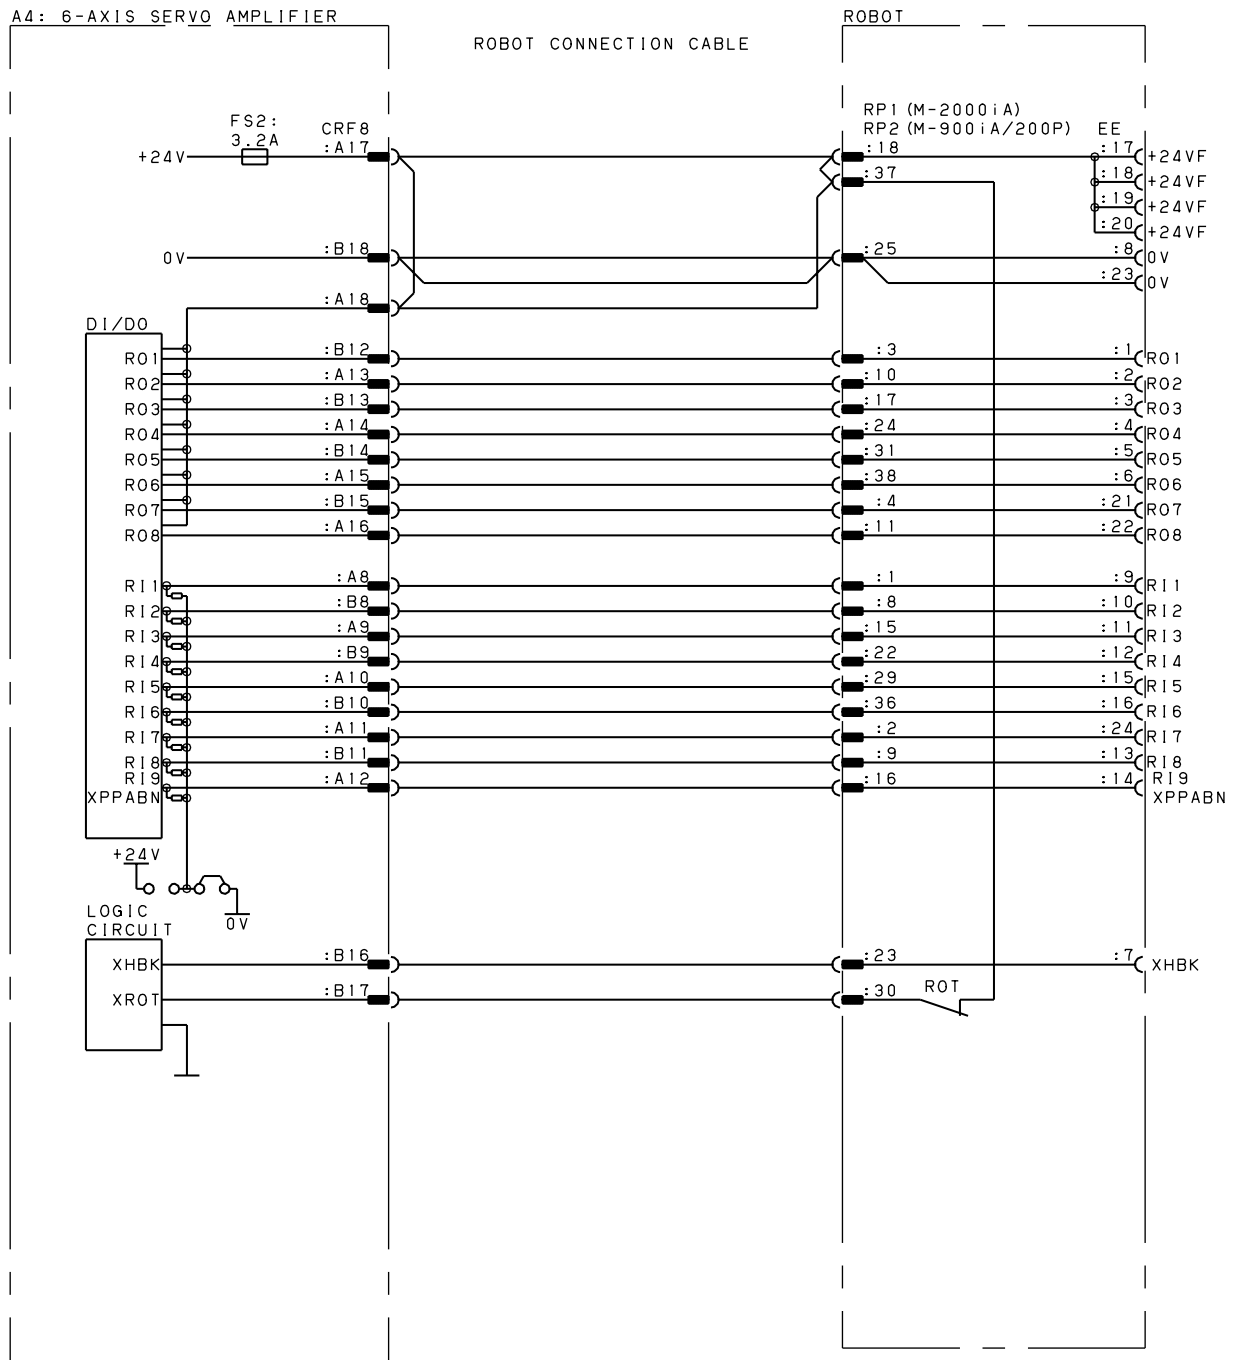 A4: 6-AXIS SERVO AMPLIFIER
ROBOT
ROBOT CONNECTION CABLE
RP1 (M-2000iA)
FS2:
3.2A
CRF8
RP2 (M-900iA/200P)
EE
+24V
:A17
:18
:17
+24VF
:37
:18
+24VF
:19
+24VF
:20
+24VF
0V
:B18
:25
:8
0V
:23
0V
:A18
DI/DO
RO1
:B12
:3
:1
RO1
RO2
:A13
:10
:2
RO2
RO3
:B13
:17
:3
RO3
RO4
:A14
:24
:4
RO4
RO5
:B14
:31
:5
RO5
RO6
:A15
:38
:6
RO6
RO7
:B15
:4
:21
RO7
RO8
:A16
:11
:22
RO8
RI1
:A8
:1
:9
RI1
RI2
:B8
:8
:10
RI2
RI3
:A9
:15
:11
RI3
RI4
:B9
:22
:12
RI4
RI5
:A10
:29
:15
RI5
RI6
:B10
:36
:16
RI6
RI7
:A11
:2
:24
RI7
RI8
:B11
:9
:13
RI8
RI9
XPPABN
:A12
:16
:14
RI9
XPPABN
+24V
0V
LOGIC
CIRCUIT
XHBK
:B16
:23
:7
XHBK
XROT
:B17
:30
ROT